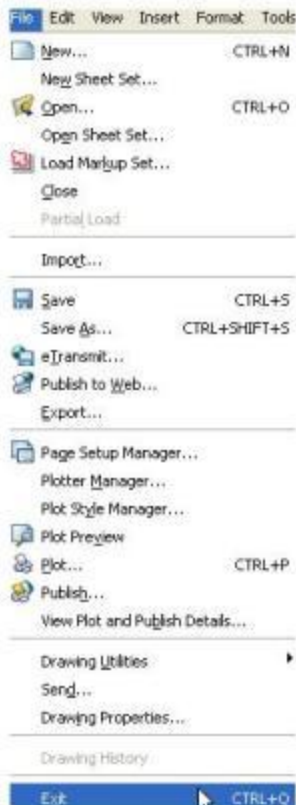 File Edit View Insert Format Tools
New... CTRL+N
New Sheet Set...
Open... CTRL+O
Open Sheet Set...
Load Markup Set...
Close
Partial Load
Import...
Save CTRL+S
Save As... CTRL+SHIFT+S
eTransmit...
Publish to Web...
Export...
Page Setup Manager...
Plotter Manager...
Plot Style Manager...
Plot Preview
Plot... CTRL+P
Publish...
View Plot and Publish Details...
Drawing Utilities
Send...
Drawing Properties...
Drawing History
Exit CTRL+Q